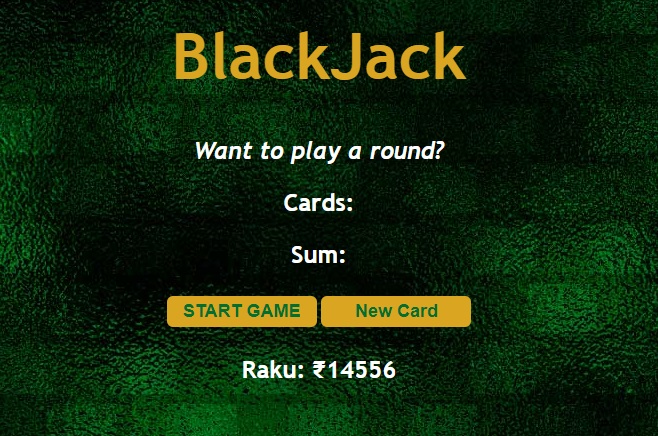 BlackJack
Want to play a round?
Cards:
Sum:
START GAME New Card
Raku: ₹14556